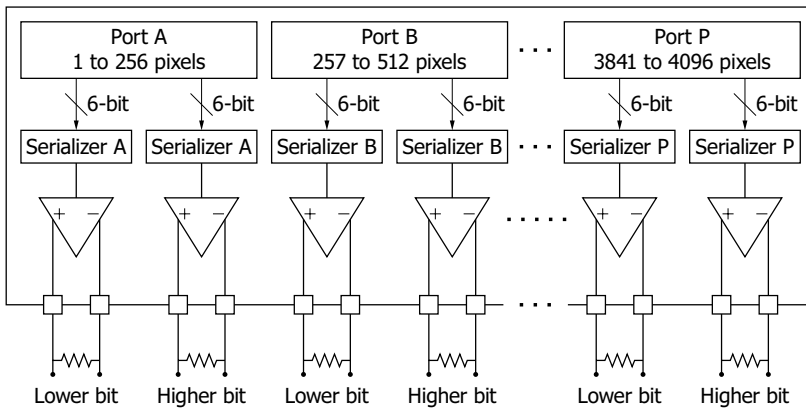 Port A
1 to 256 pixels
Port B
257 to 512 pixels
Port P
3841 to 4096 pixels
6-bit 6-bit 6-bit 6-bit 6-bit 6-bit
Serializer A Serializer A Serializer B Serializer B Serializer P Serializer P
+ − + − + − + − + − + −
Lower bit Higher bit Lower bit Higher bit Lower bit Higher bit